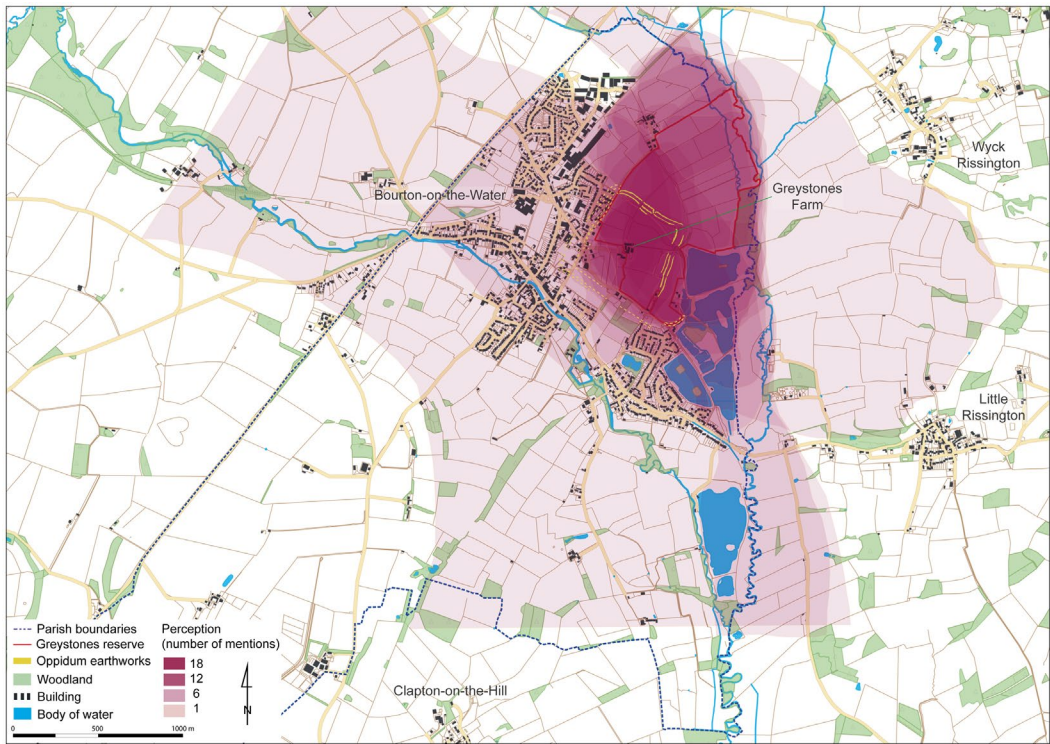 Wyck
Rissington
Greystones
Farm
Bourton-on-the-Water
Little
Rissington
Clapton-on-the-Hill
Parish boundaries
Greystones reserve
Oppidum earthworks
Woodland
Building
Body of water
Perception
(number of mentions)
18
12
6
1
N
0 500 1000 m